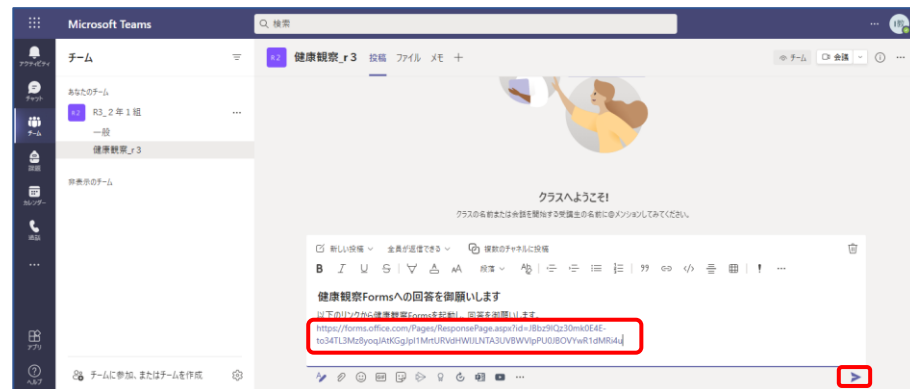 Microsoft Teams
検索
アクティビティ
チーム
健康観察_r3 投稿 ファイル メモ
チーム
会議
チャット
あなたのチーム
R3_2年1組
一般
健康観察_r3
チーム
課題
非表示のチーム
カレンダー
通話
クラスへようこそ!
クラスの名前または会話を開始する受講生の名前に@メンションしてみてください。
新しい投稿 全員が返信できる 複数のチャネルに投稿
B I U S 段落
健康観察Formsへの回答を御願いします
以下のリンクから健康観察Formsを起動し、回答を御願いします。
https://forms.office.com/Pages/ResponsePage.aspx?id=JBbz9IQz30mk0E4E-
to34TL3Mz8yoqJAtKGgJpI1MrtURVdHWlJLNTA3UVBWVlpPU0JBOVYwR1dMRi4u
アプリ
ヘルプ
チームに参加、またはチームを作成